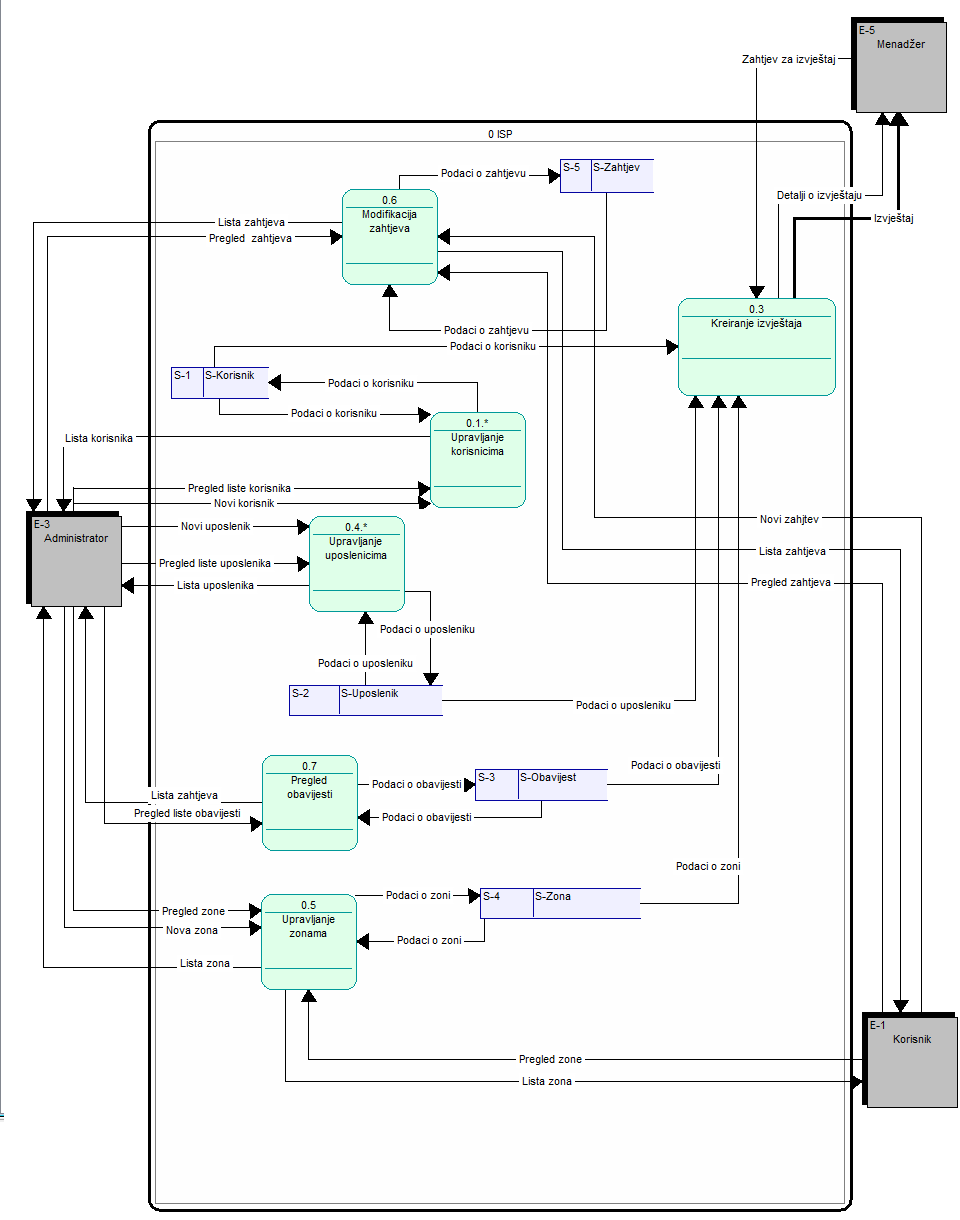 E-5
Menadžer
Zahtjev za izvještaj
0 ISP
Podaci o zahtjevu
S-5 S-Zahtjev
Detalji o izvještaju
Izvještaj
0.6
Modifikacija
zahtjeva
Lista zahtjeva
Pregled zahtjeva
0.3
Kreiranje izvještaja
Podaci o zahtjevu
Podaci o korisniku
S-1 S-Korisnik
Podaci o korisniku
Podaci o korisniku
0.1.*
Upravljanje
korisnicima
Lista korisnika
Pregled liste korisnika
Novi korisnik
E-3
Administrator
Novi uposlenik
0.4.*
Upravljanje
uposlenicima
Novi zahjtev
Lista zahtjeva
Pregled liste uposlenika
Lista uposlenika
Pregled zahtjeva
Podaci o uposleniku
Podaci o uposleniku
S-2 S-Uposlenik
Podaci o uposleniku
0.7
Pregled
obavijesti
Podaci o obavijesti
Podaci o obavijesti
S-3 S-Obavijest
Lista zahtjeva
Pregled liste obavijesti
Podaci o obavijesti
Podaci o zoni
0.5
Upravljanje
zonama
Podaci o zoni
S-4 S-Zona
Pregled zone
Nova zona
Podaci o zoni
Lista zona
E-1
Korisnik
Pregled zone
Lista zona